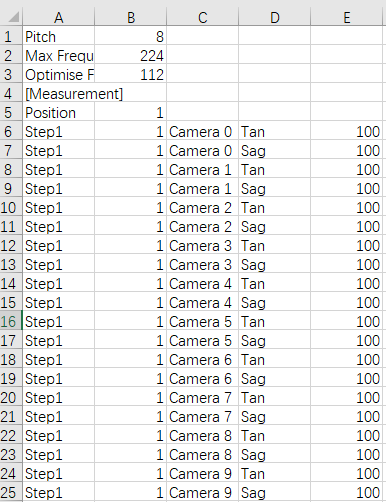 A B C D E
1 Pitch 8
2 Max Frequ 224
3 Optimise F 112
4 [Measurement]
5 Position 1
6 Step1 1 Camera 0 Tan 100
7 Step1 1 Camera 0 Sag 100
8 Step1 1 Camera 1 Tan 100
9 Step1 1 Camera 1 Sag 100
10 Step1 1 Camera 2 Tan 100
11 Step1 1 Camera 2 Sag 100
12 Step1 1 Camera 3 Tan 100
13 Step1 1 Camera 3 Sag 100
14 Step1 1 Camera 4 Tan 100
15 Step1 1 Camera 4 Sag 100
16 Step1 1 Camera 5 Tan 100
17 Step1 1 Camera 5 Sag 100
18 Step1 1 Camera 6 Tan 100
19 Step1 1 Camera 6 Sag 100
20 Step1 1 Camera 7 Tan 100
21 Step1 1 Camera 7 Sag 100
22 Step1 1 Camera 8 Tan 100
23 Step1 1 Camera 8 Sag 100
24 Step1 1 Camera 9 Tan 100
25 Step1 1 Camera 9 Sag 100